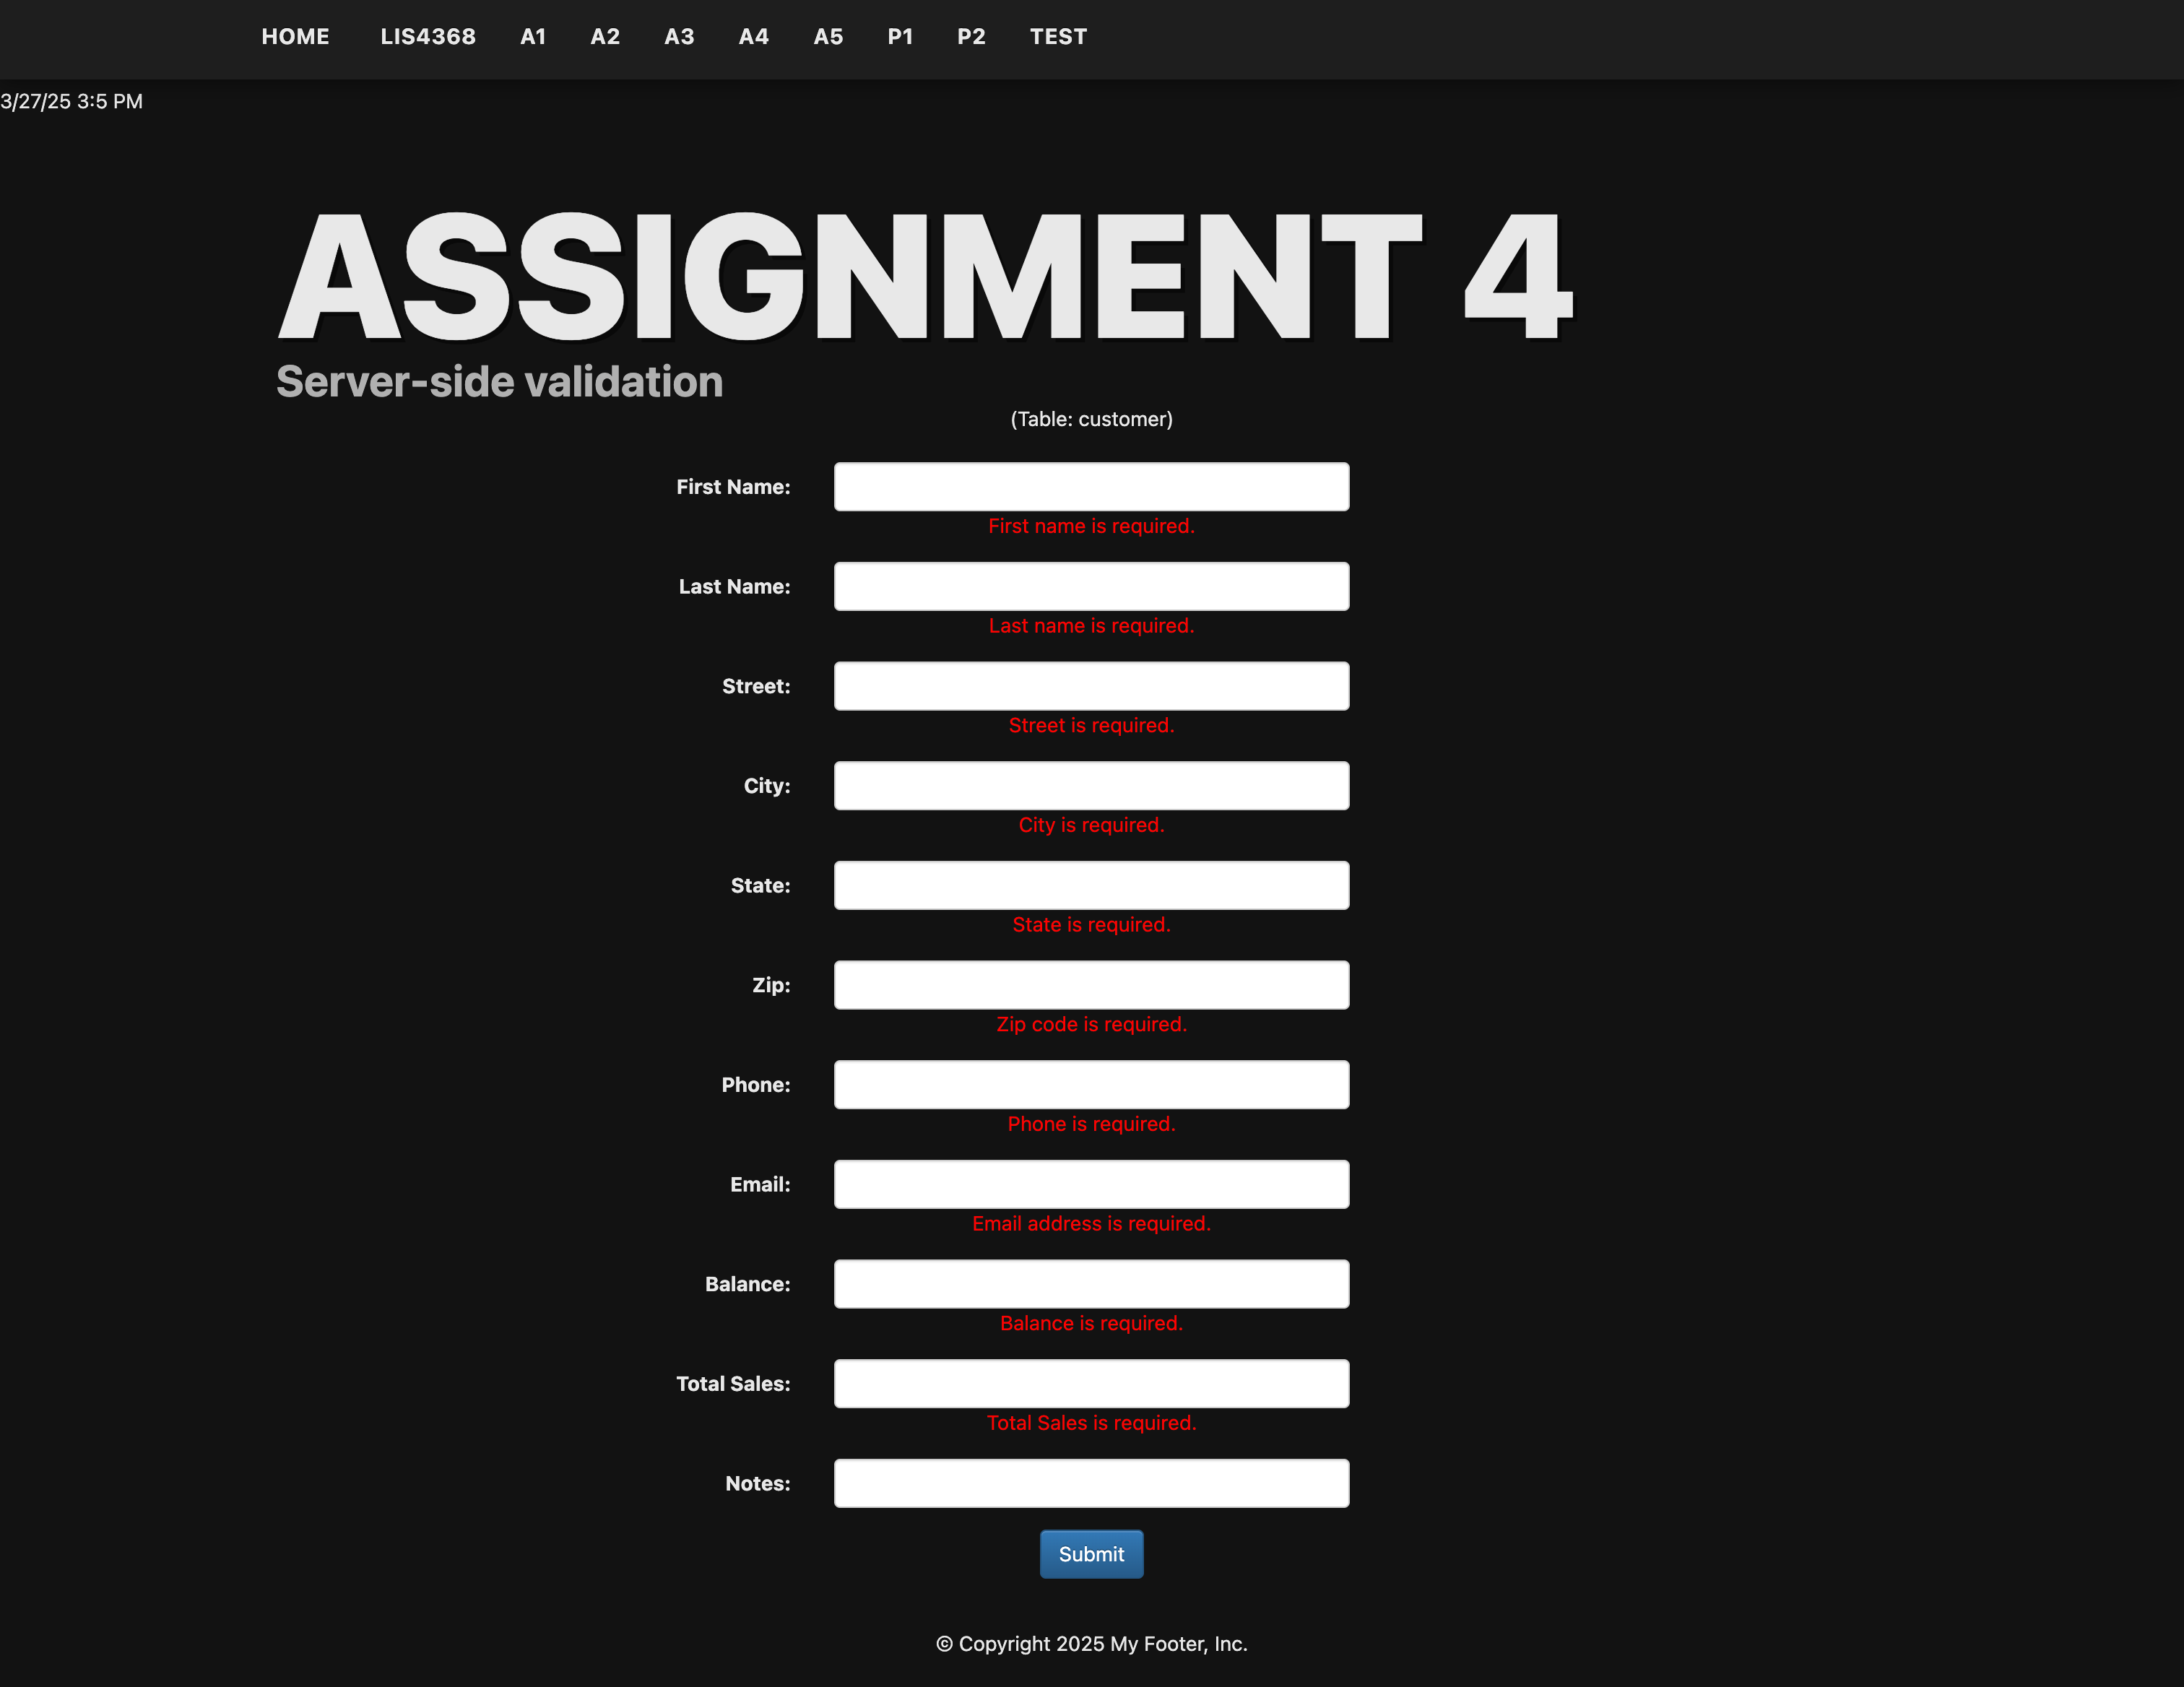 HOME LIS4368 A1 A2 A3 A4 A5 P1 P2 TEST
3/27/25 3:5 PM
ASSIGNMENT 4
Server-side validation
(Table: customer)
First Name:
First name is required.
Last Name:
Last name is required.
Street:
Street is required.
City:
City is required.
State:
State is required.
Zip:
Zip code is required.
Phone:
Phone is required.
Email:
Email address is required.
Balance:
Balance is required.
Total Sales:
Total Sales is required.
Notes:
Submit
© Copyright 2025 My Footer, Inc.